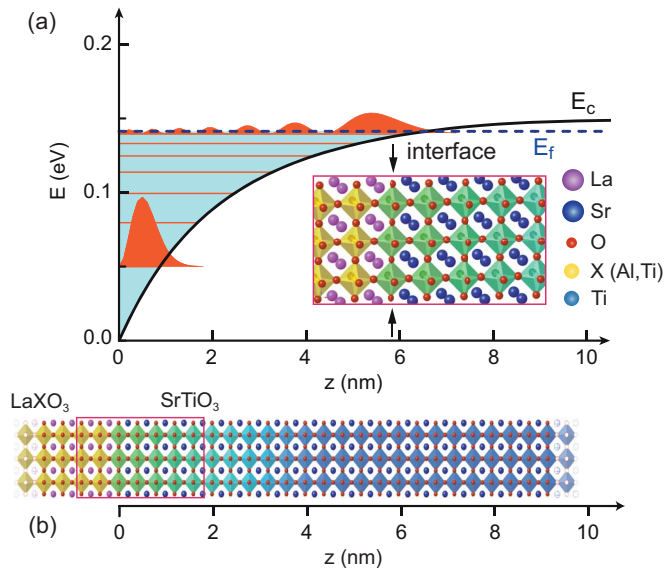 (a)
0.2
E_c
E_f
interface
E (eV)
0.1
La
Sr
O
X (Al,Ti)
Ti
0.0
0 2 4 6 8 10
z (nm)
LaXO₃ SrTiO₃
(b)
0 2 4 6 8 10
z (nm)